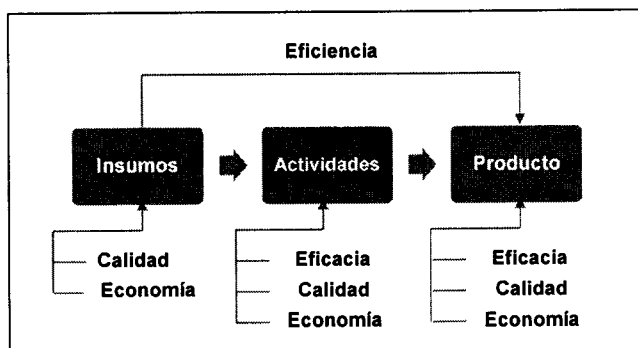 Eficiencia
Insumos
Actividades
Producto
Calidad
Economía
Eficacia
Calidad
Economía
Eficacia
Calidad
Economía